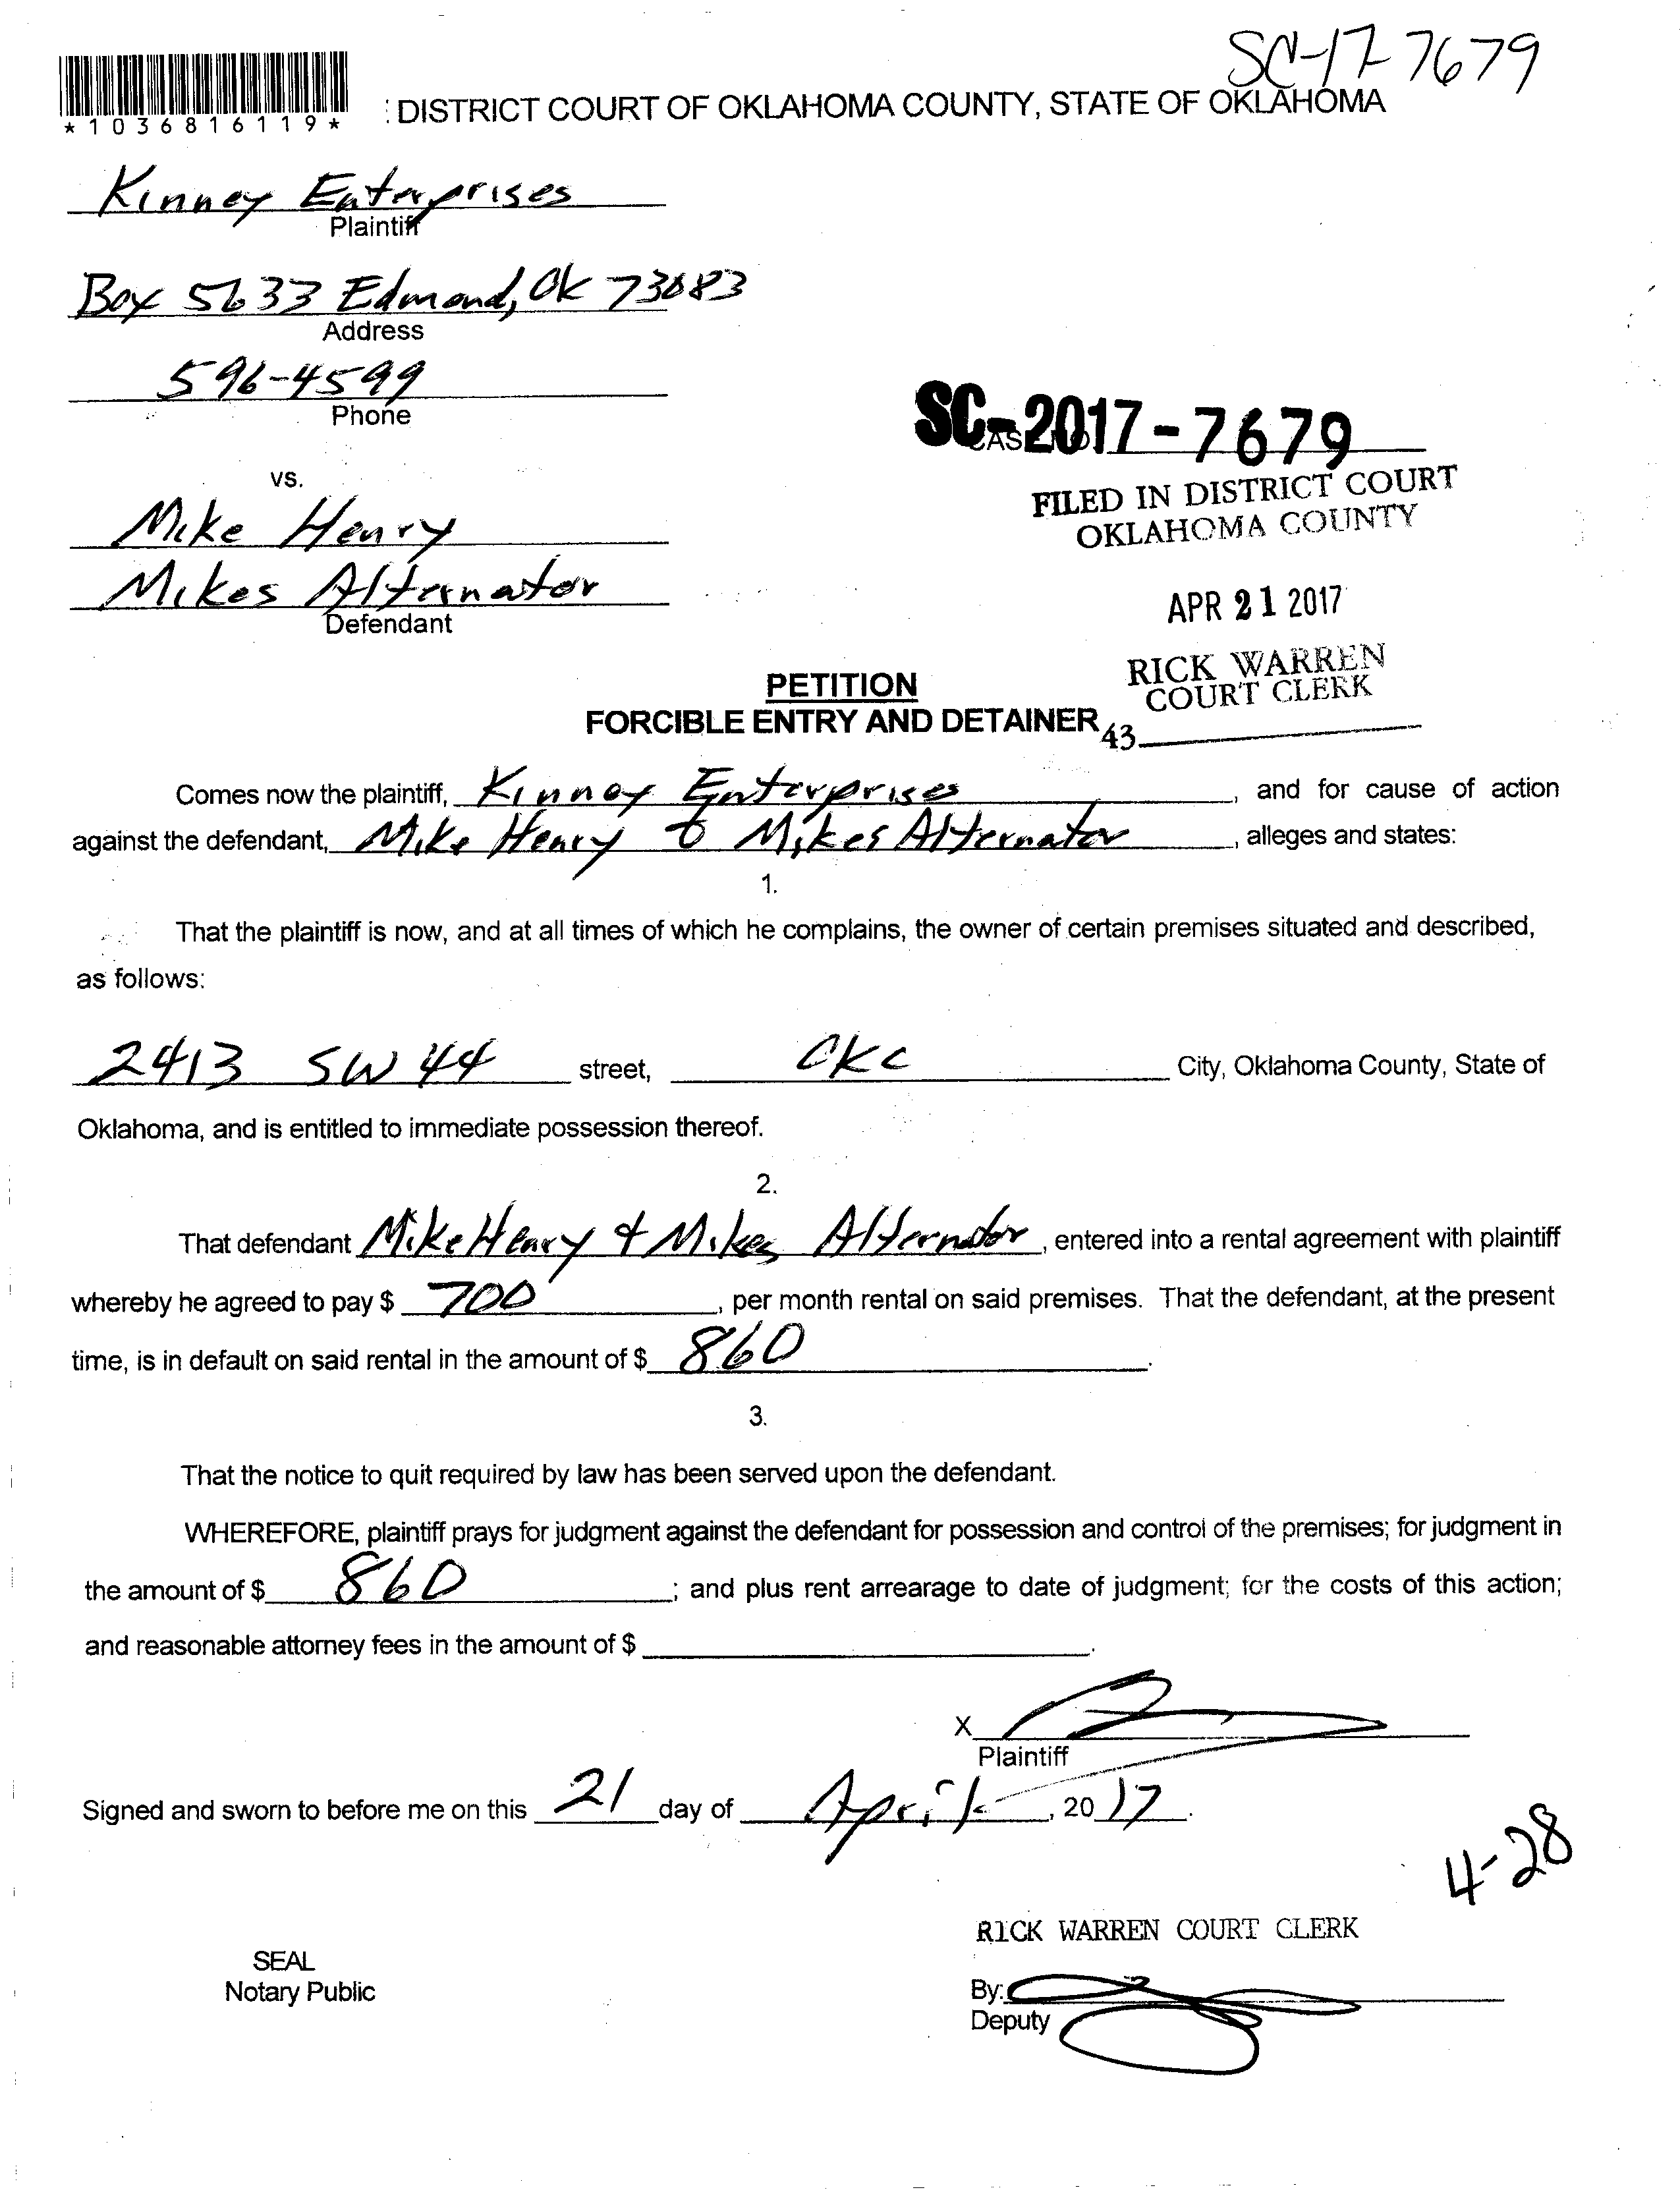 SC-17-7679
*1036816119*
: DISTRICT COURT OF OKLAHOMA COUNTY, STATE OF OKLAHOMA
Kinney Enterprises
Plaintiff
Box 5633 Edmond, Ok 73083
Address
596-4599
Phone
SC-2017-7679
vs.
FILED IN DISTRICT COURT
OKLAHOMA COUNTY
Mike Henry
Mikes Alternator
Defendant
APR 21 2017
RICK WARREN
COURT CLERK
43
PETITION
FORCIBLE ENTRY AND DETAINER
Comes now the plaintiff, Kinney Enterprises, and for cause of action
against the defendant, Mike Henry & Mikes Alternator, alleges and states:
1.
That the plaintiff is now, and at all times of which he complains, the owner of certain premises situated and described,
as follows:
2413 SW 44 street, OKC City, Oklahoma County, State of
Oklahoma, and is entitled to immediate possession thereof.
2.
That defendant Mike Henry & Mikes Alternator, entered into a rental agreement with plaintiff
whereby he agreed to pay $ 700, per month rental on said premises. That the defendant, at the present
time, is in default on said rental in the amount of $ 860.
3.
That the notice to quit required by law has been served upon the defendant.
WHEREFORE, plaintiff prays for judgment against the defendant for possession and control of the premises; for judgment in
the amount of $ 860; and plus rent arrearage to date of judgment; for the costs of this action;
and reasonable attorney fees in the amount of $ .
X
Plaintiff
Signed and sworn to before me on this 21 day of April, 2017.
4-28
RICK WARREN COURT CLERK
SEAL
Notary Public
By:
Deputy